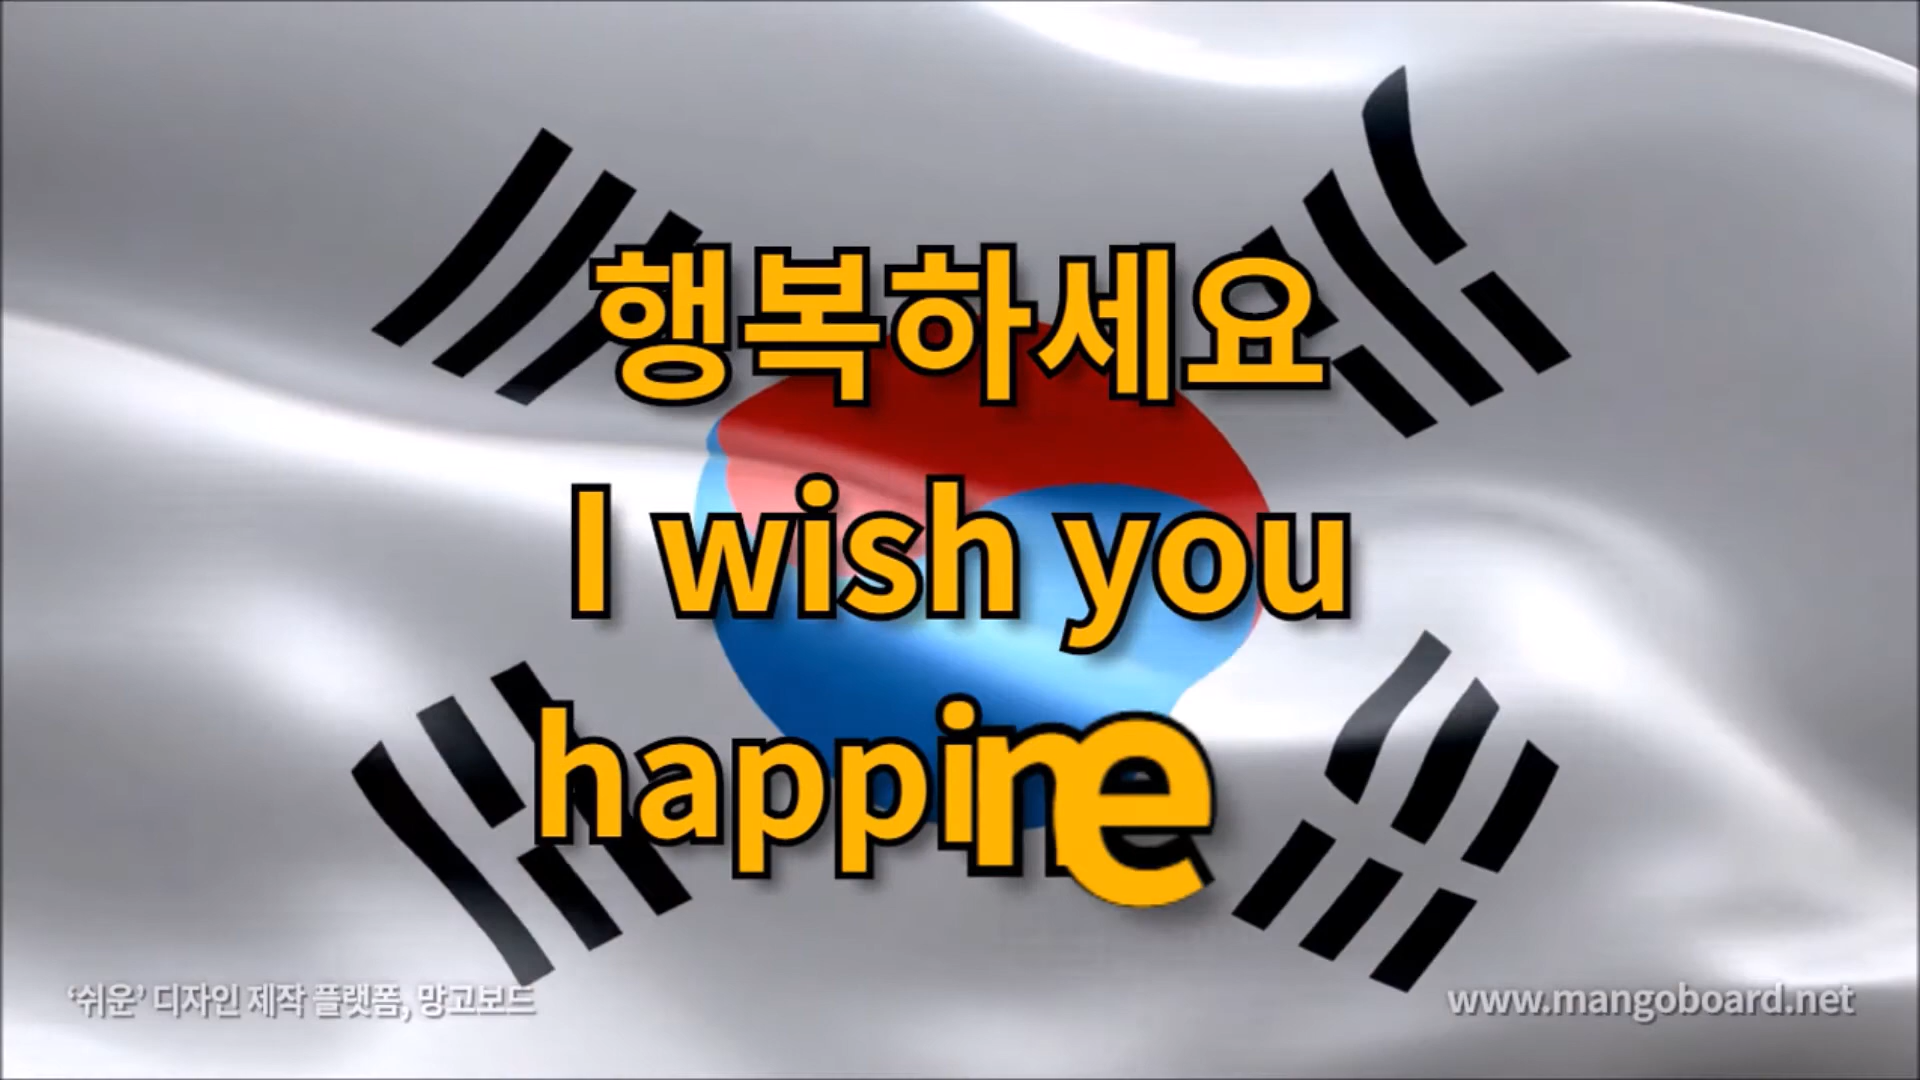 행복하세요
I wish you
happine
‘쉬운’ 디자인 제작 플랫폼, 망고보드
www.mangoboard.net